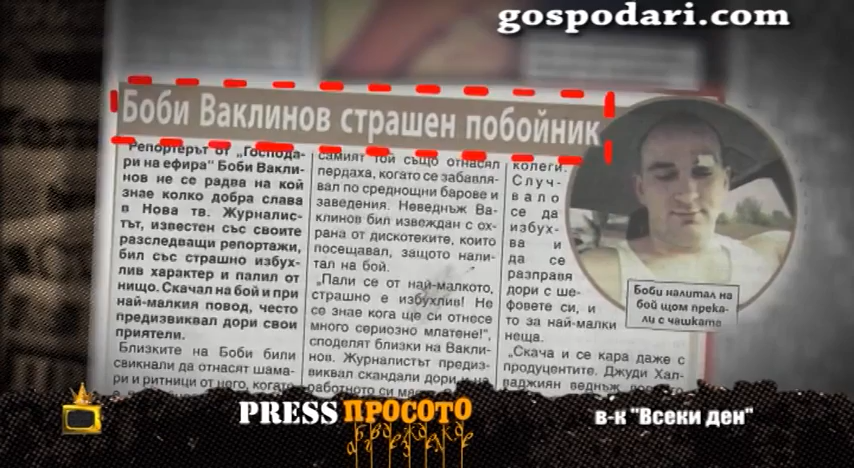 gospodari.com
Боби Ваклинов страшен побойник
Репортерът от „Господа-
ри на ефира" Боби Вакли-
нов не се радва на кой
знае колко добра слава
в Нова тв. Журналис-
тът, известен със своите
разследващи репортажи,
бил със страшно избух-
лив характер и палил от
нищо. Скачал на бой и при
най-малкия повод, често
предизвиквал дори свои
приятели.
Близките на Боби били
свикнали да отнасят шама-
ри и ритници от него, когато
самият той също отнасял
пердаха, когато се забавля-
вал по среднощни барове и
заведения. Неведнъж Ва-
клинов бил извеждан с ох-
рана от дискотеките, които
посещавал, защото нали-
тал на бой.
„Пали се от най-малкото,
страшно е избухлив! Не
се знае кога ще си отнесе
много сериозно млатене!",
споделят близки на Вакли-
нов. Журналистът предиз-
виквал скандали дори и на
работното си
колеги.
Случ-
вало
се да
избух-
ва и
да се
разправя
дори с ше-
фовете си, и
то за най-малки
неща.
„Скача и се кара даже с
продуцентите. Джуди Хал-
ваджиян веднъж
Боби налитал на
бой щом прека-
ли с чашката
PRESS ПРОСОТО
в-к "Всеки ден"